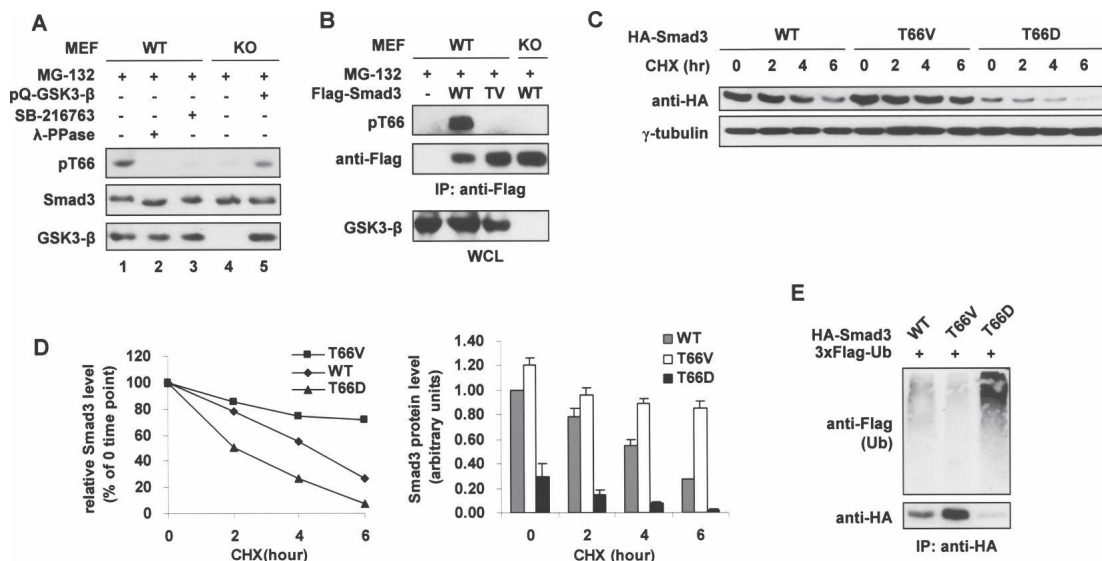 A
MEF WT KO
MG-132 + + + + +
pQ-GSK3-β - - - - +
SB-216763 - - + - -
λ-PPase - + - - -
pT66
Smad3
GSK3-β
1 2 3 4 5
B
MEF WT KO
MG-132 + + + +
Flag-Smad3 - WT TV WT
pT66
anti-Flag
IP: anti-Flag
GSK3-β
WCL
C
HA-Smad3 WT T66V T66D
CHX (hr) 0 2 4 6 0 2 4 6 0 2 4 6
anti-HA
γ-tubulin
D
relative Smad3 level
(% of 0 time point)
120
100
80
60
40
20
0
0 2 4 6
CHX(hour)
T66V
WT
T66D
Smad3 protein level
(arbitrary units)
1.20
1.00
0.80
0.60
0.40
0.20
0.00
0 2 4 6
CHX (hour)
WT
T66V
T66D
E
HA-Smad3 WT T66V T66D
3xFlag-Ub + + +
anti-Flag
(Ub)
anti-HA
IP: anti-HA